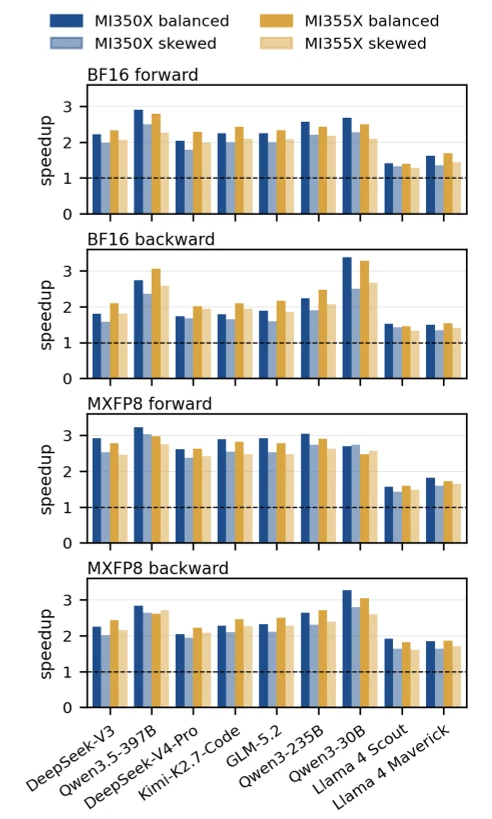 MI350X balanced MI355X balanced
MI350X skewed MI355X skewed
BF16 forward
speedup
3
2
1
0
BF16 backward
speedup
3
2
1
0
MXFP8 forward
speedup
3
2
1
0
MXFP8 backward
speedup
3
2
1
0
DeepSeek-V3
Qwen3.5-397B
DeepSeek-V4-Pro
Kimi-K2.7-Code
GLM-5.2
Qwen3-235B
Qwen3-30B
Llama 4 Scout
Llama 4 Maverick